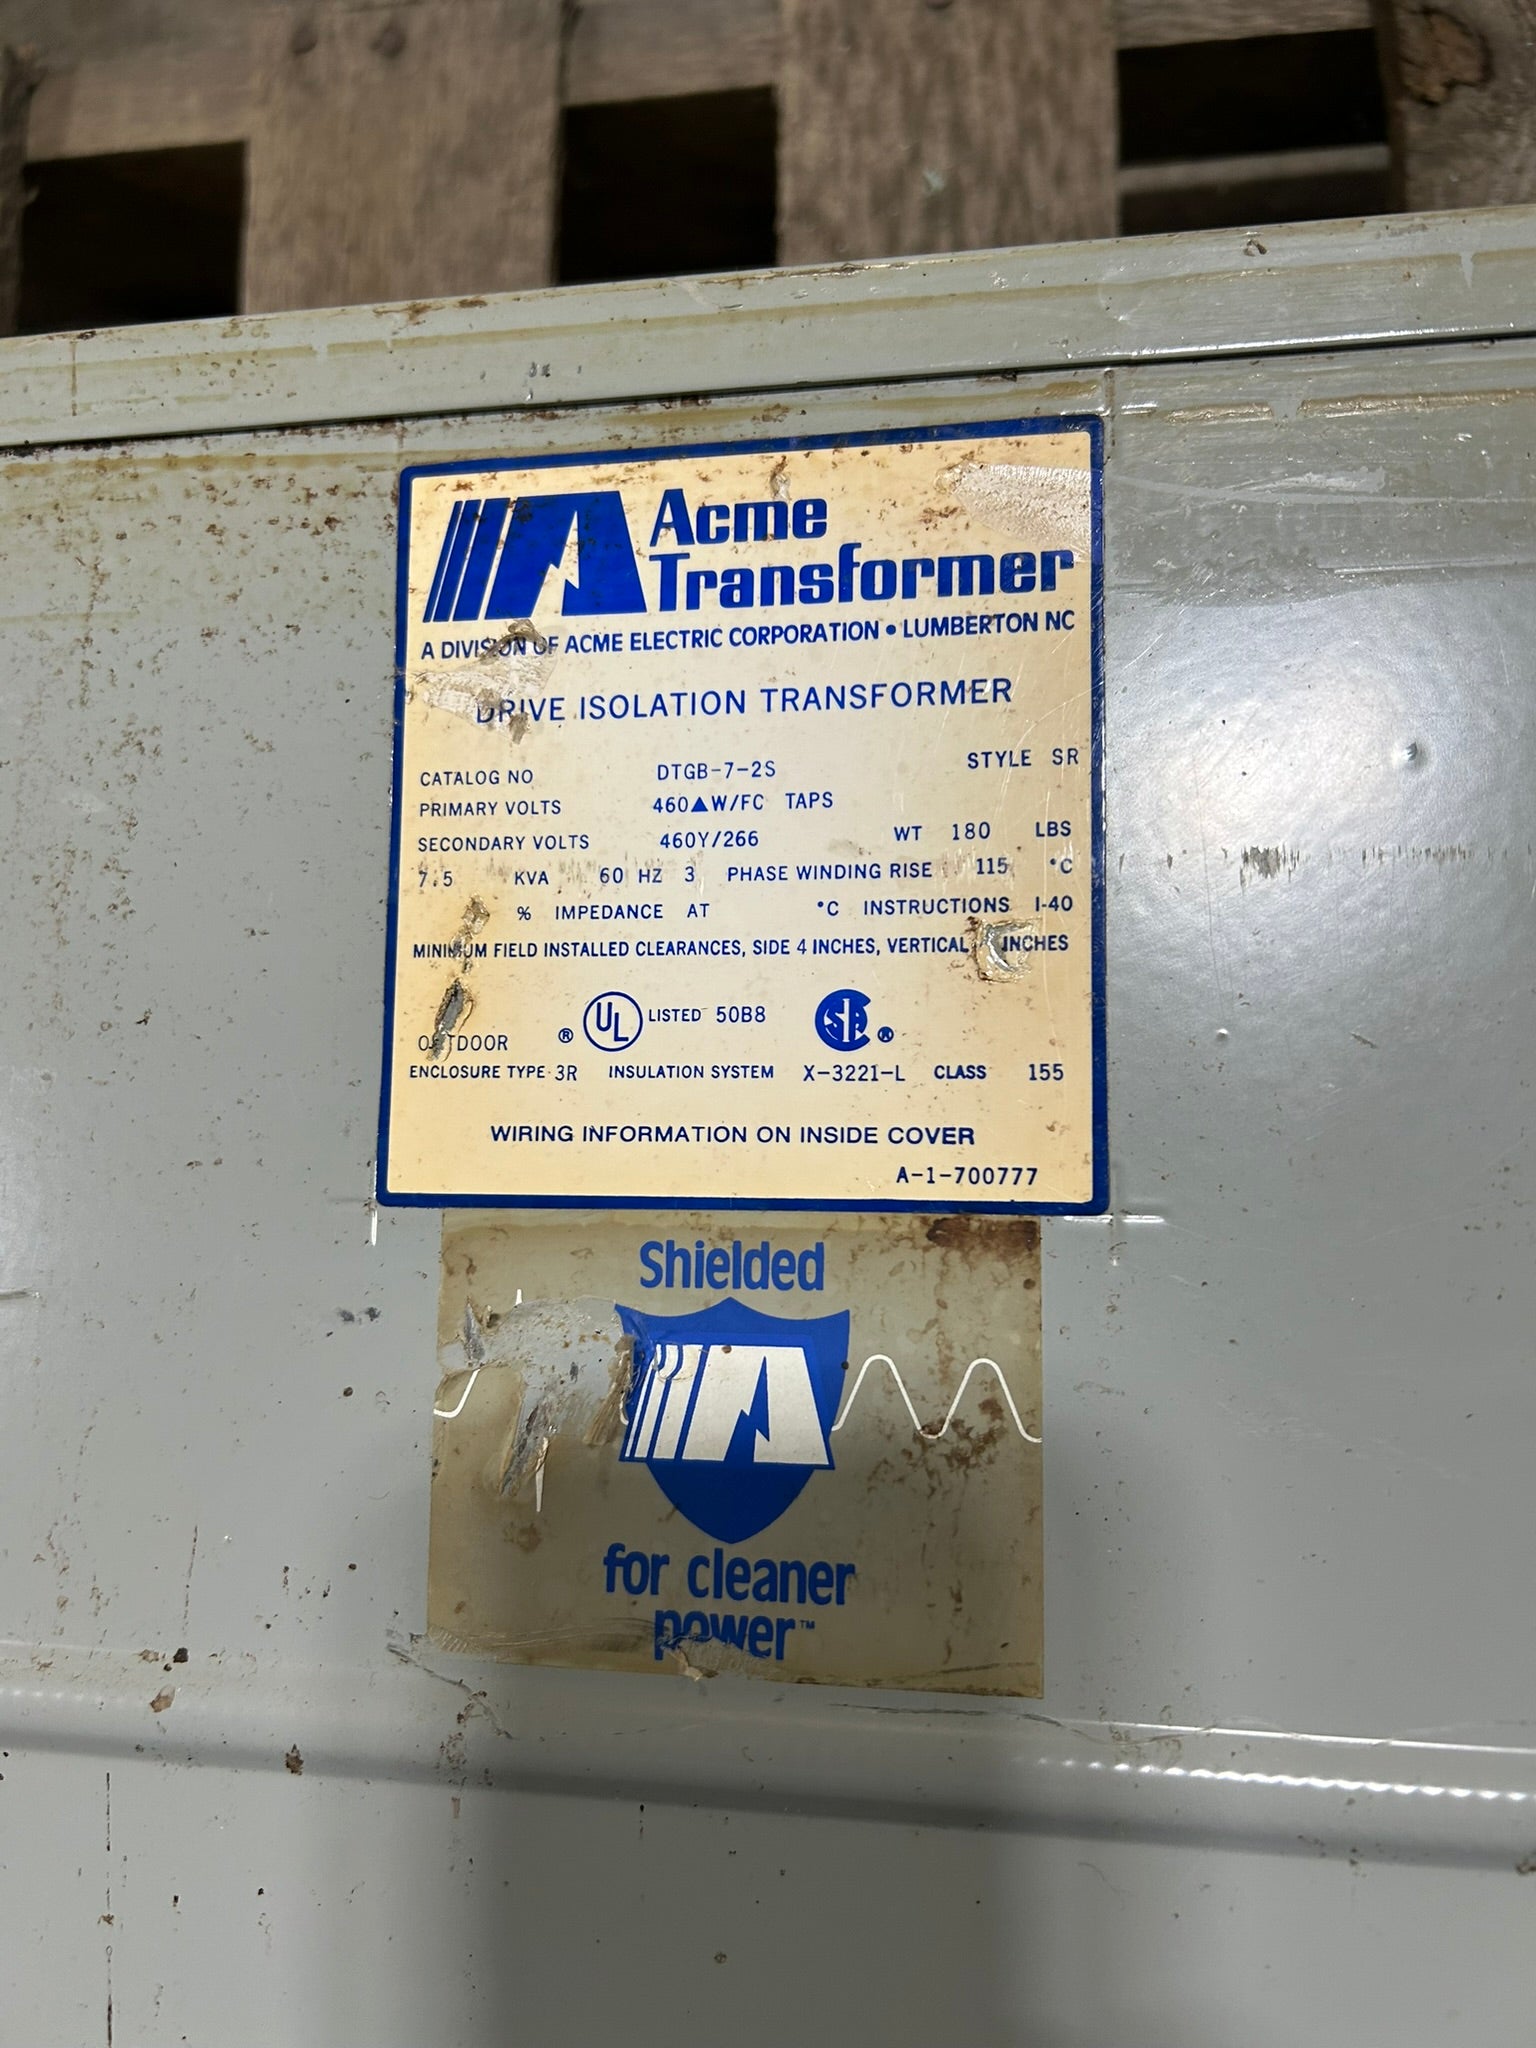 Acme
Transformer
A DIVISION OF ACME ELECTRIC CORPORATION • LUMBERTON NC
DRIVE ISOLATION TRANSFORMER
CATALOG NO DTGB-7-2S STYLE SR
PRIMARY VOLTS 460▲W/FC TAPS
SECONDARY VOLTS 460Y/266 WT 180 LBS
7.5 KVA 60 HZ 3 PHASE WINDING RISE 115 °C
% IMPEDANCE AT °C INSTRUCTIONS I-40
MINIMUM FIELD INSTALLED CLEARANCES, SIDE 4 INCHES, VERTICAL INCHES
® UL LISTED 50B8 SA ®
OUTDOOR
ENCLOSURE TYPE 3R INSULATION SYSTEM X-3221-L CLASS 155
WIRING INFORMATION ON INSIDE COVER
A-1-700777
Shielded
for cleaner
power™